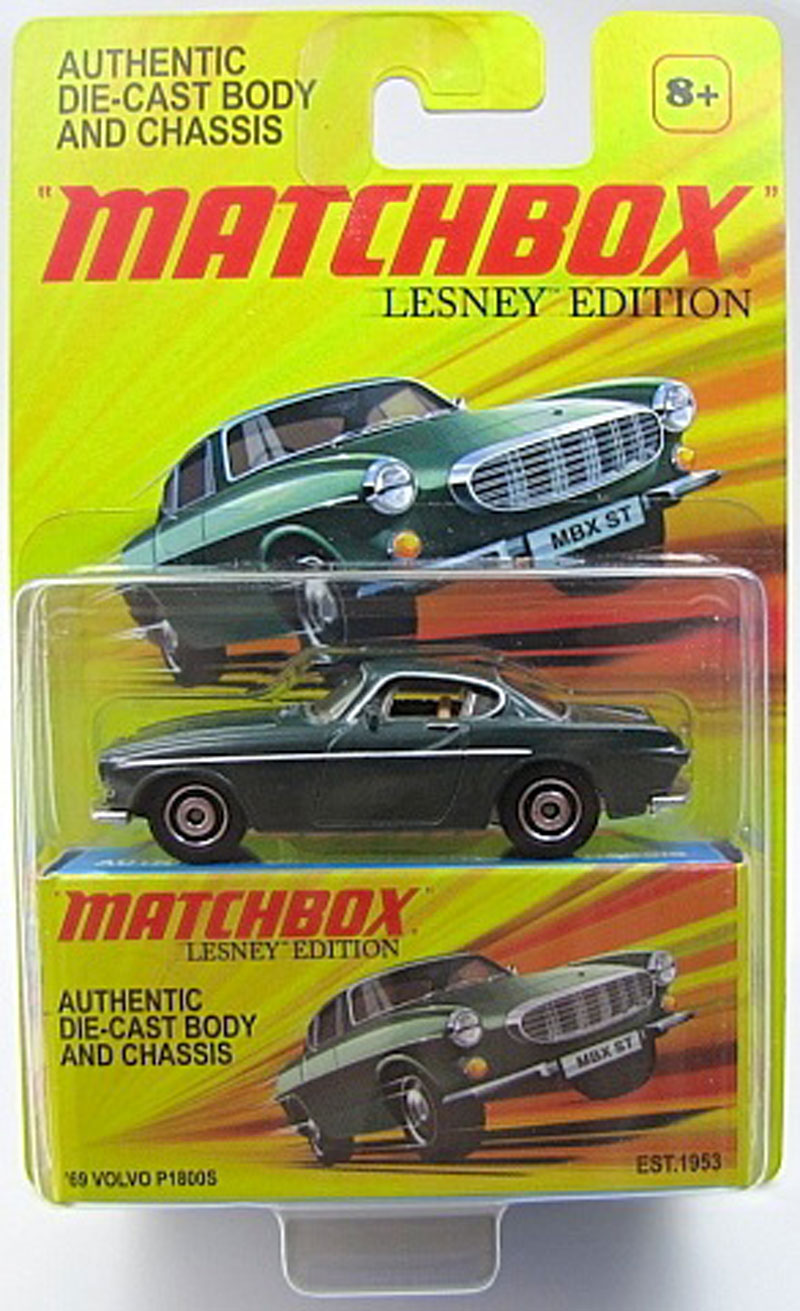 AUTHENTIC
DIE-CAST BODY
AND CHASSIS
8+
"MATCHBOX"®
LESNEY™ EDITION
MBX ST
"MATCHBOX"
LESNEY™ EDITION
AUTHENTIC
DIE-CAST BODY
AND CHASSIS
MBX ST
'69 VOLVO P1800S
EST.1953